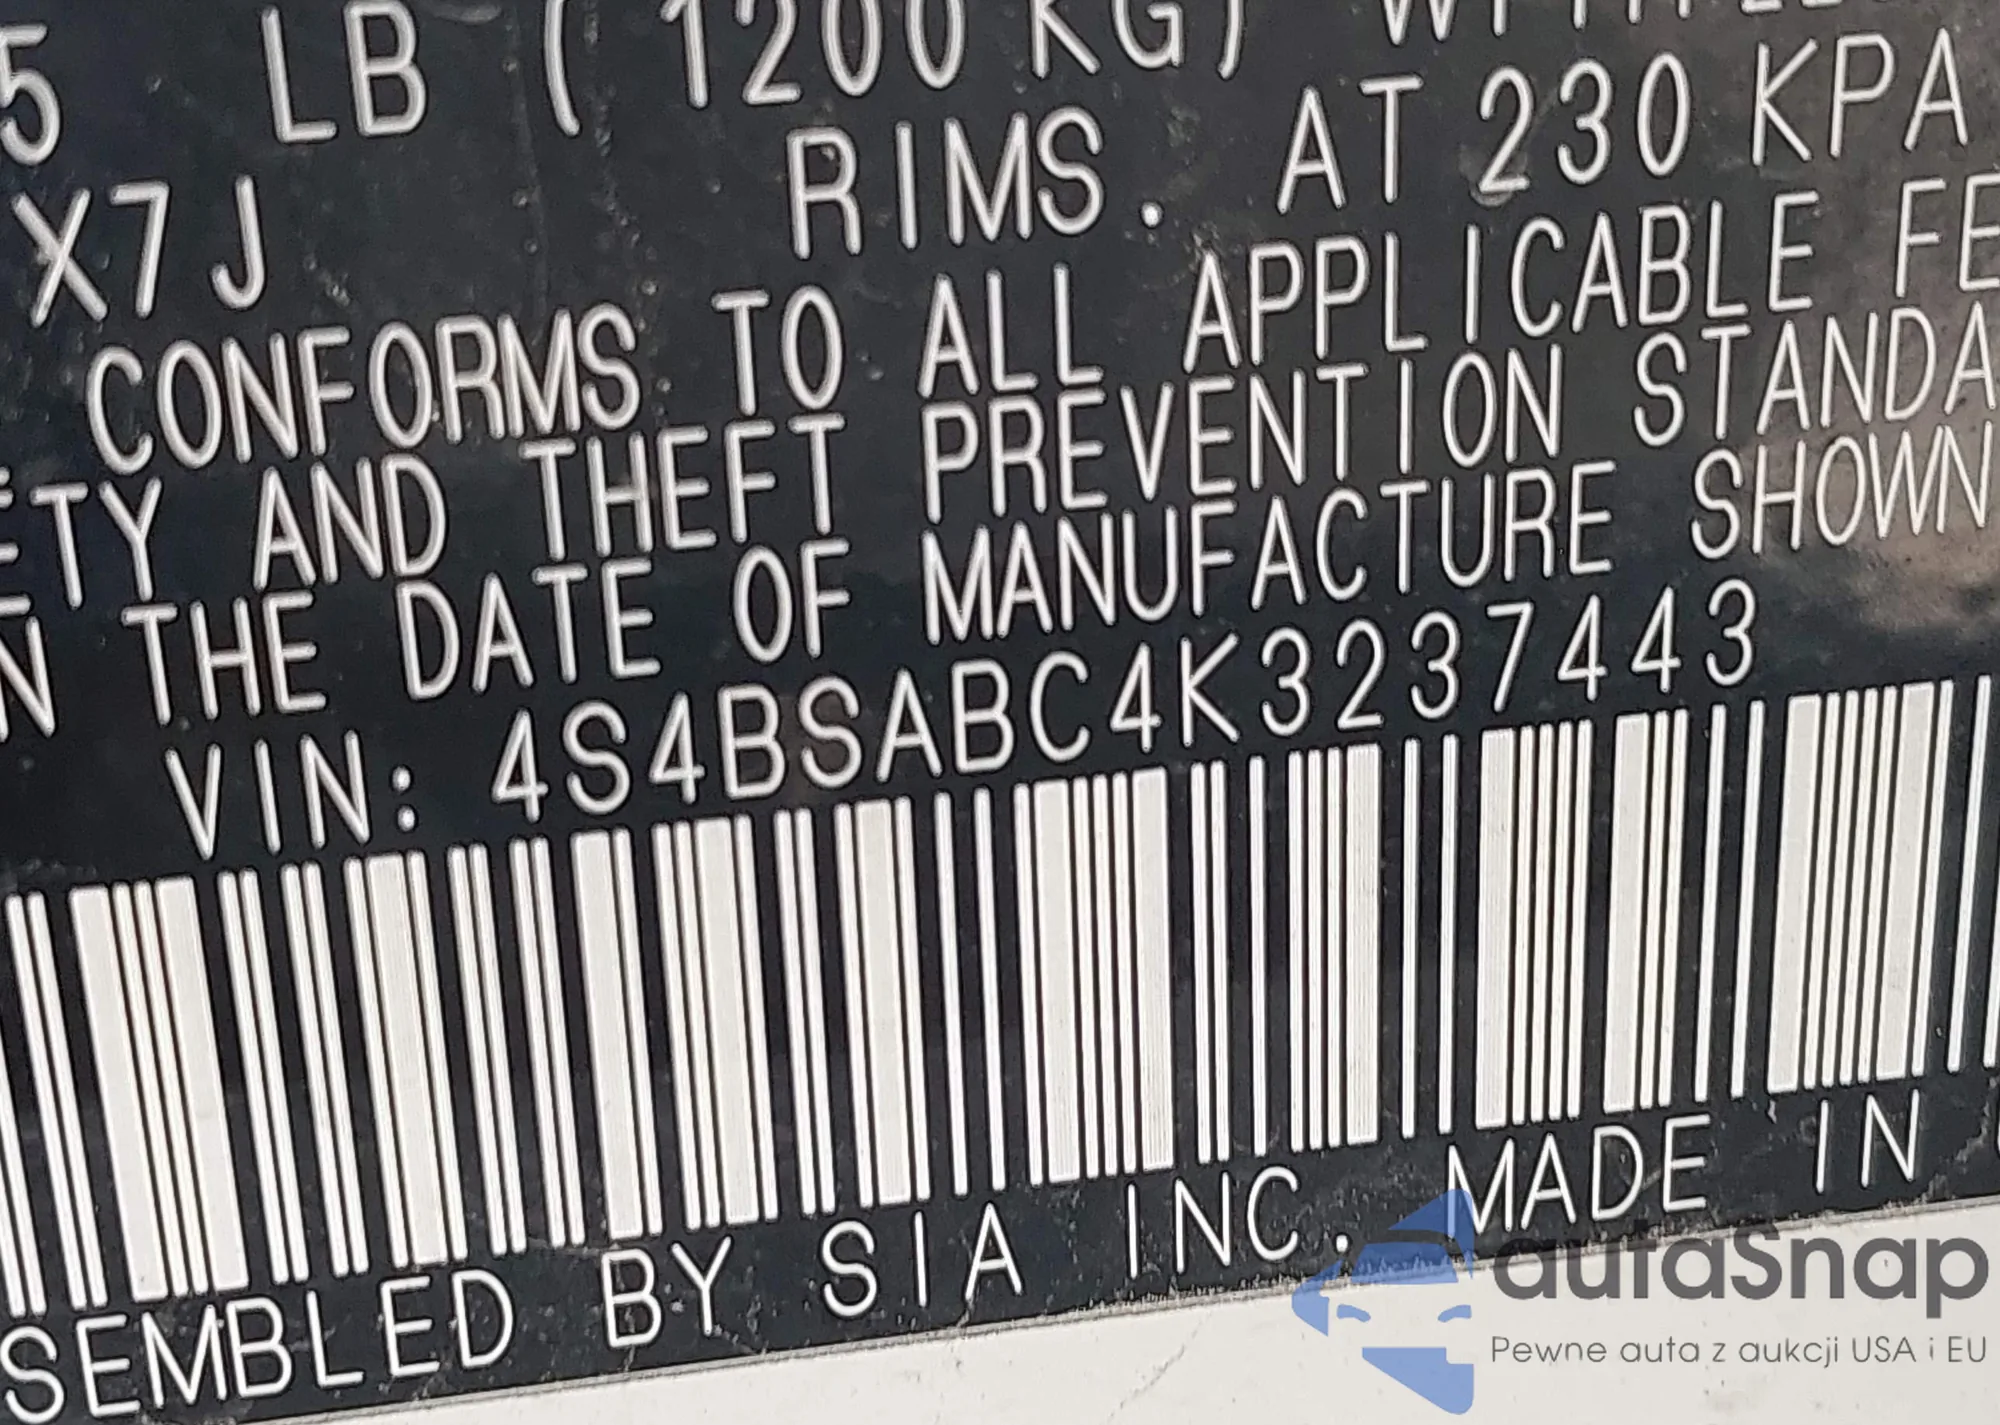 5 LB ( 1200 KG)
X7J RIMS. AT 230 KPA
CONFORMS TO ALL APPLICABLE FE
ETY AND THEFT PREVENTION STANDA
N THE DATE OF MANUFACTURE SHOWN
VIN: 4S4BSABC4K3237443
SEMBLED BY SIA INC. MADE IN
autaSnap
Pewne auta z aukcji USA i EU